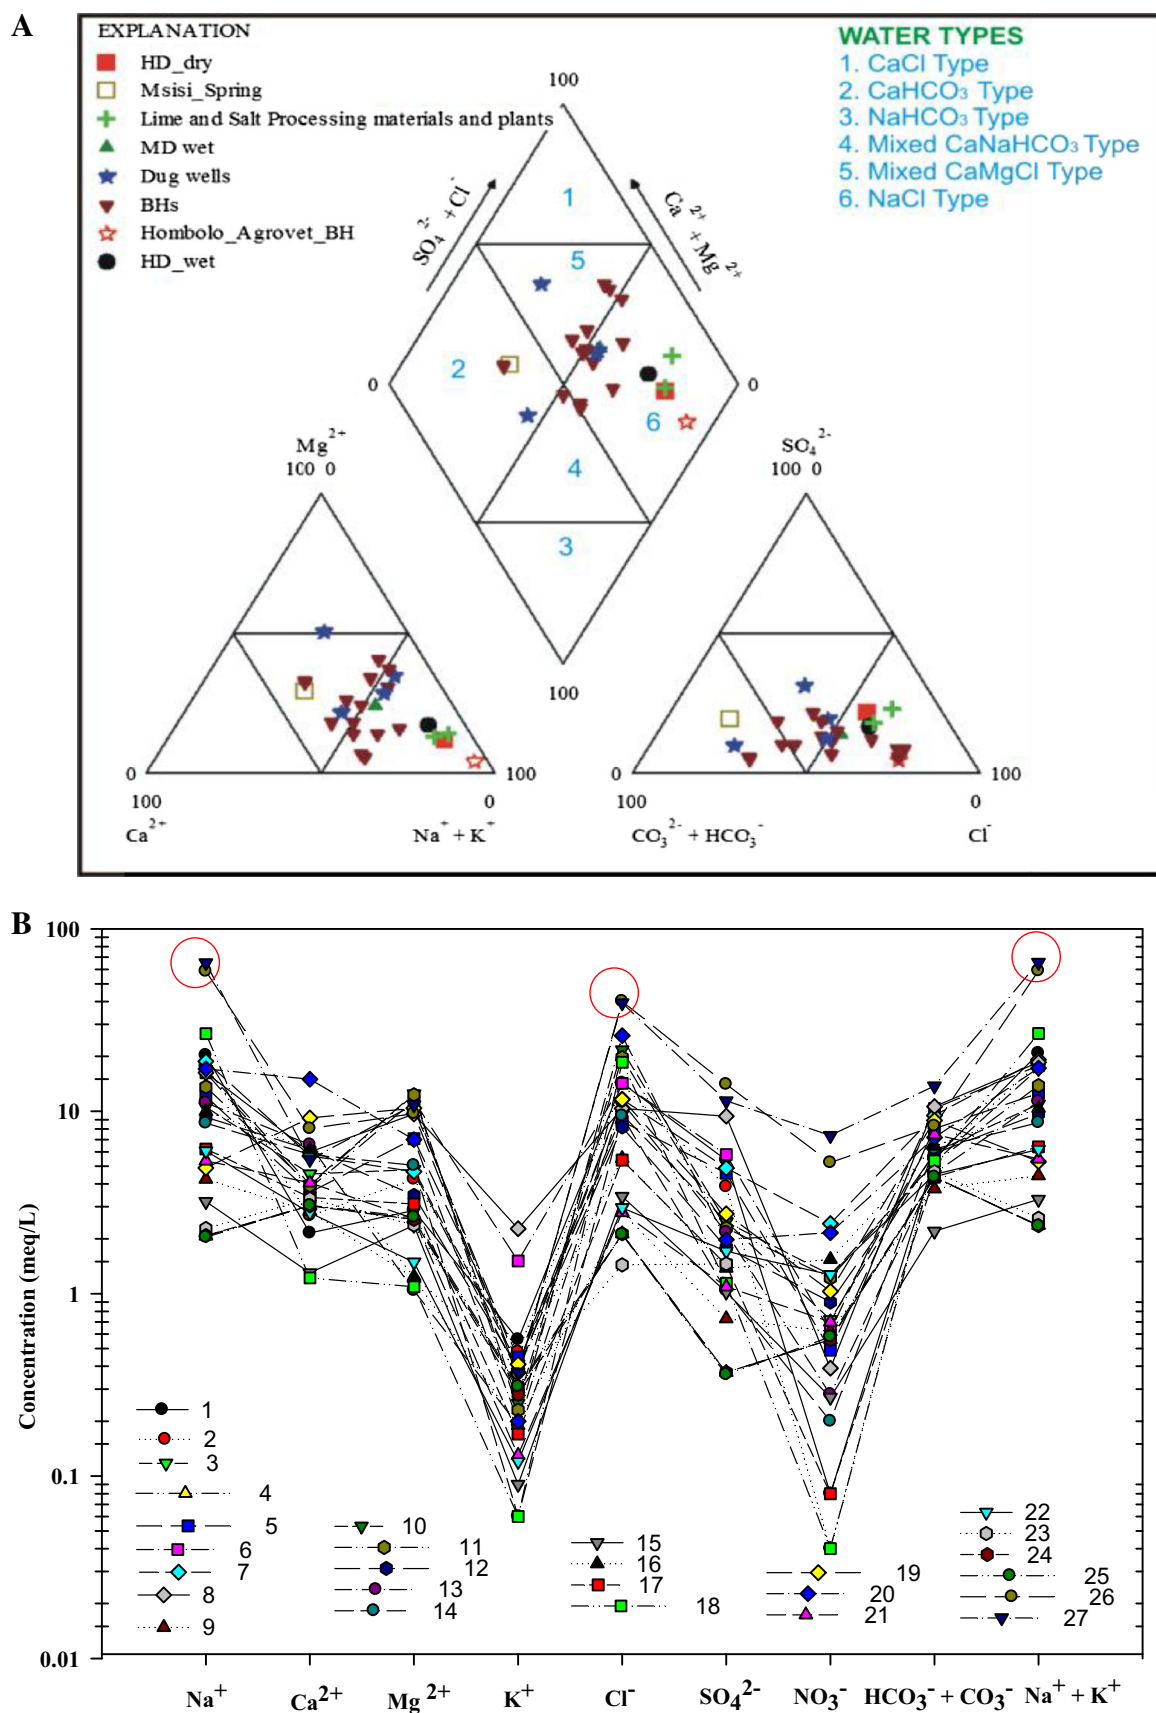 A
EXPLANATION
HD_dry
Msisi_Spring
Lime and Salt Processing materials and plants
MD wet
Dug wells
BHs
Hombolo_Agrovet_BH
HD_wet
WATER TYPES
1. CaCl Type
2. CaHCO₃ Type
3. NaHCO₃ Type
4. Mixed CaNaHCO₃ Type
5. Mixed CaMgCl Type
6. NaCl Type
100
SO₄²⁻ + Cl⁻
Ca²⁺ + Mg²⁺
1
5
2
0
0
6
4
3
100
Mg²⁺
100 0
SO₄²⁻
100 0
0
100
0
100
100
0
100
0
Ca²⁺
Na⁺ + K⁺
CO₃²⁻ + HCO₃⁻
Cl⁻
B
Concentration (meq/L)
100
10
1
0.1
0.01
1
2
3
4
5
6
7
8
9
10
11
12
13
14
15
16
17
18
19
20
21
22
23
24
25
26
27
Na⁺
Ca²⁺
Mg²⁺
K⁺
Cl⁻
SO₄²⁻
NO₃⁻
HCO₃⁻ + CO₃⁻
Na⁺ + K⁺